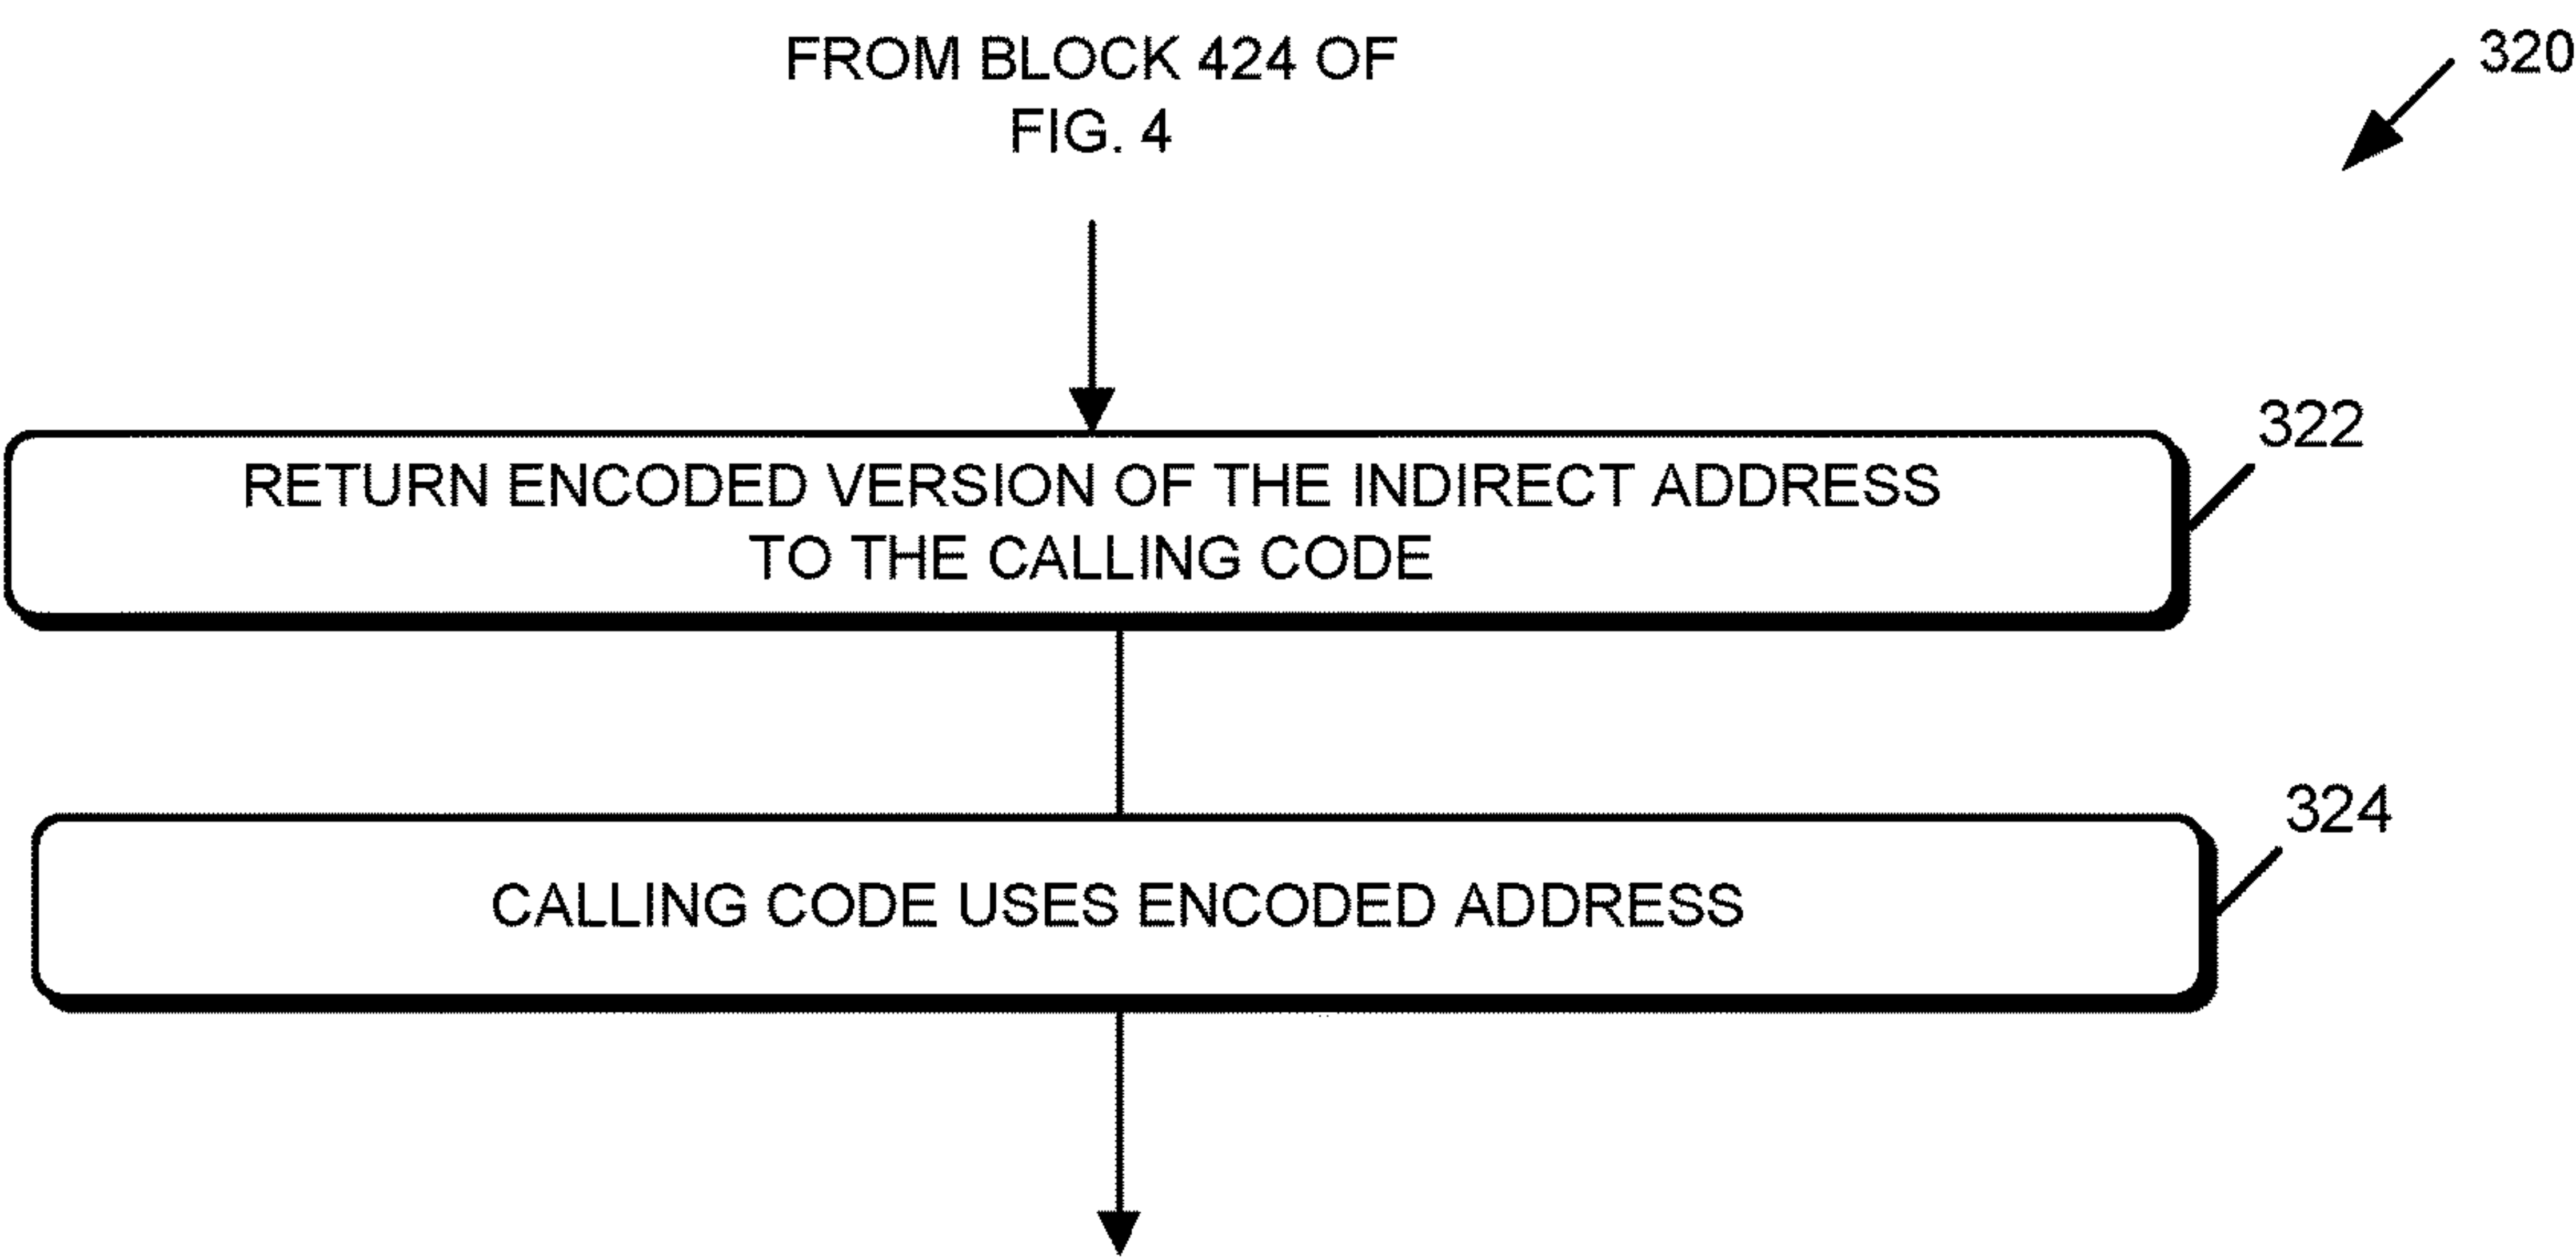 FROM BLOCK 424 OF
FIG. 4
320
322
RETURN ENCODED VERSION OF THE INDIRECT ADDRESS
TO THE CALLING CODE
324
CALLING CODE USES ENCODED ADDRESS